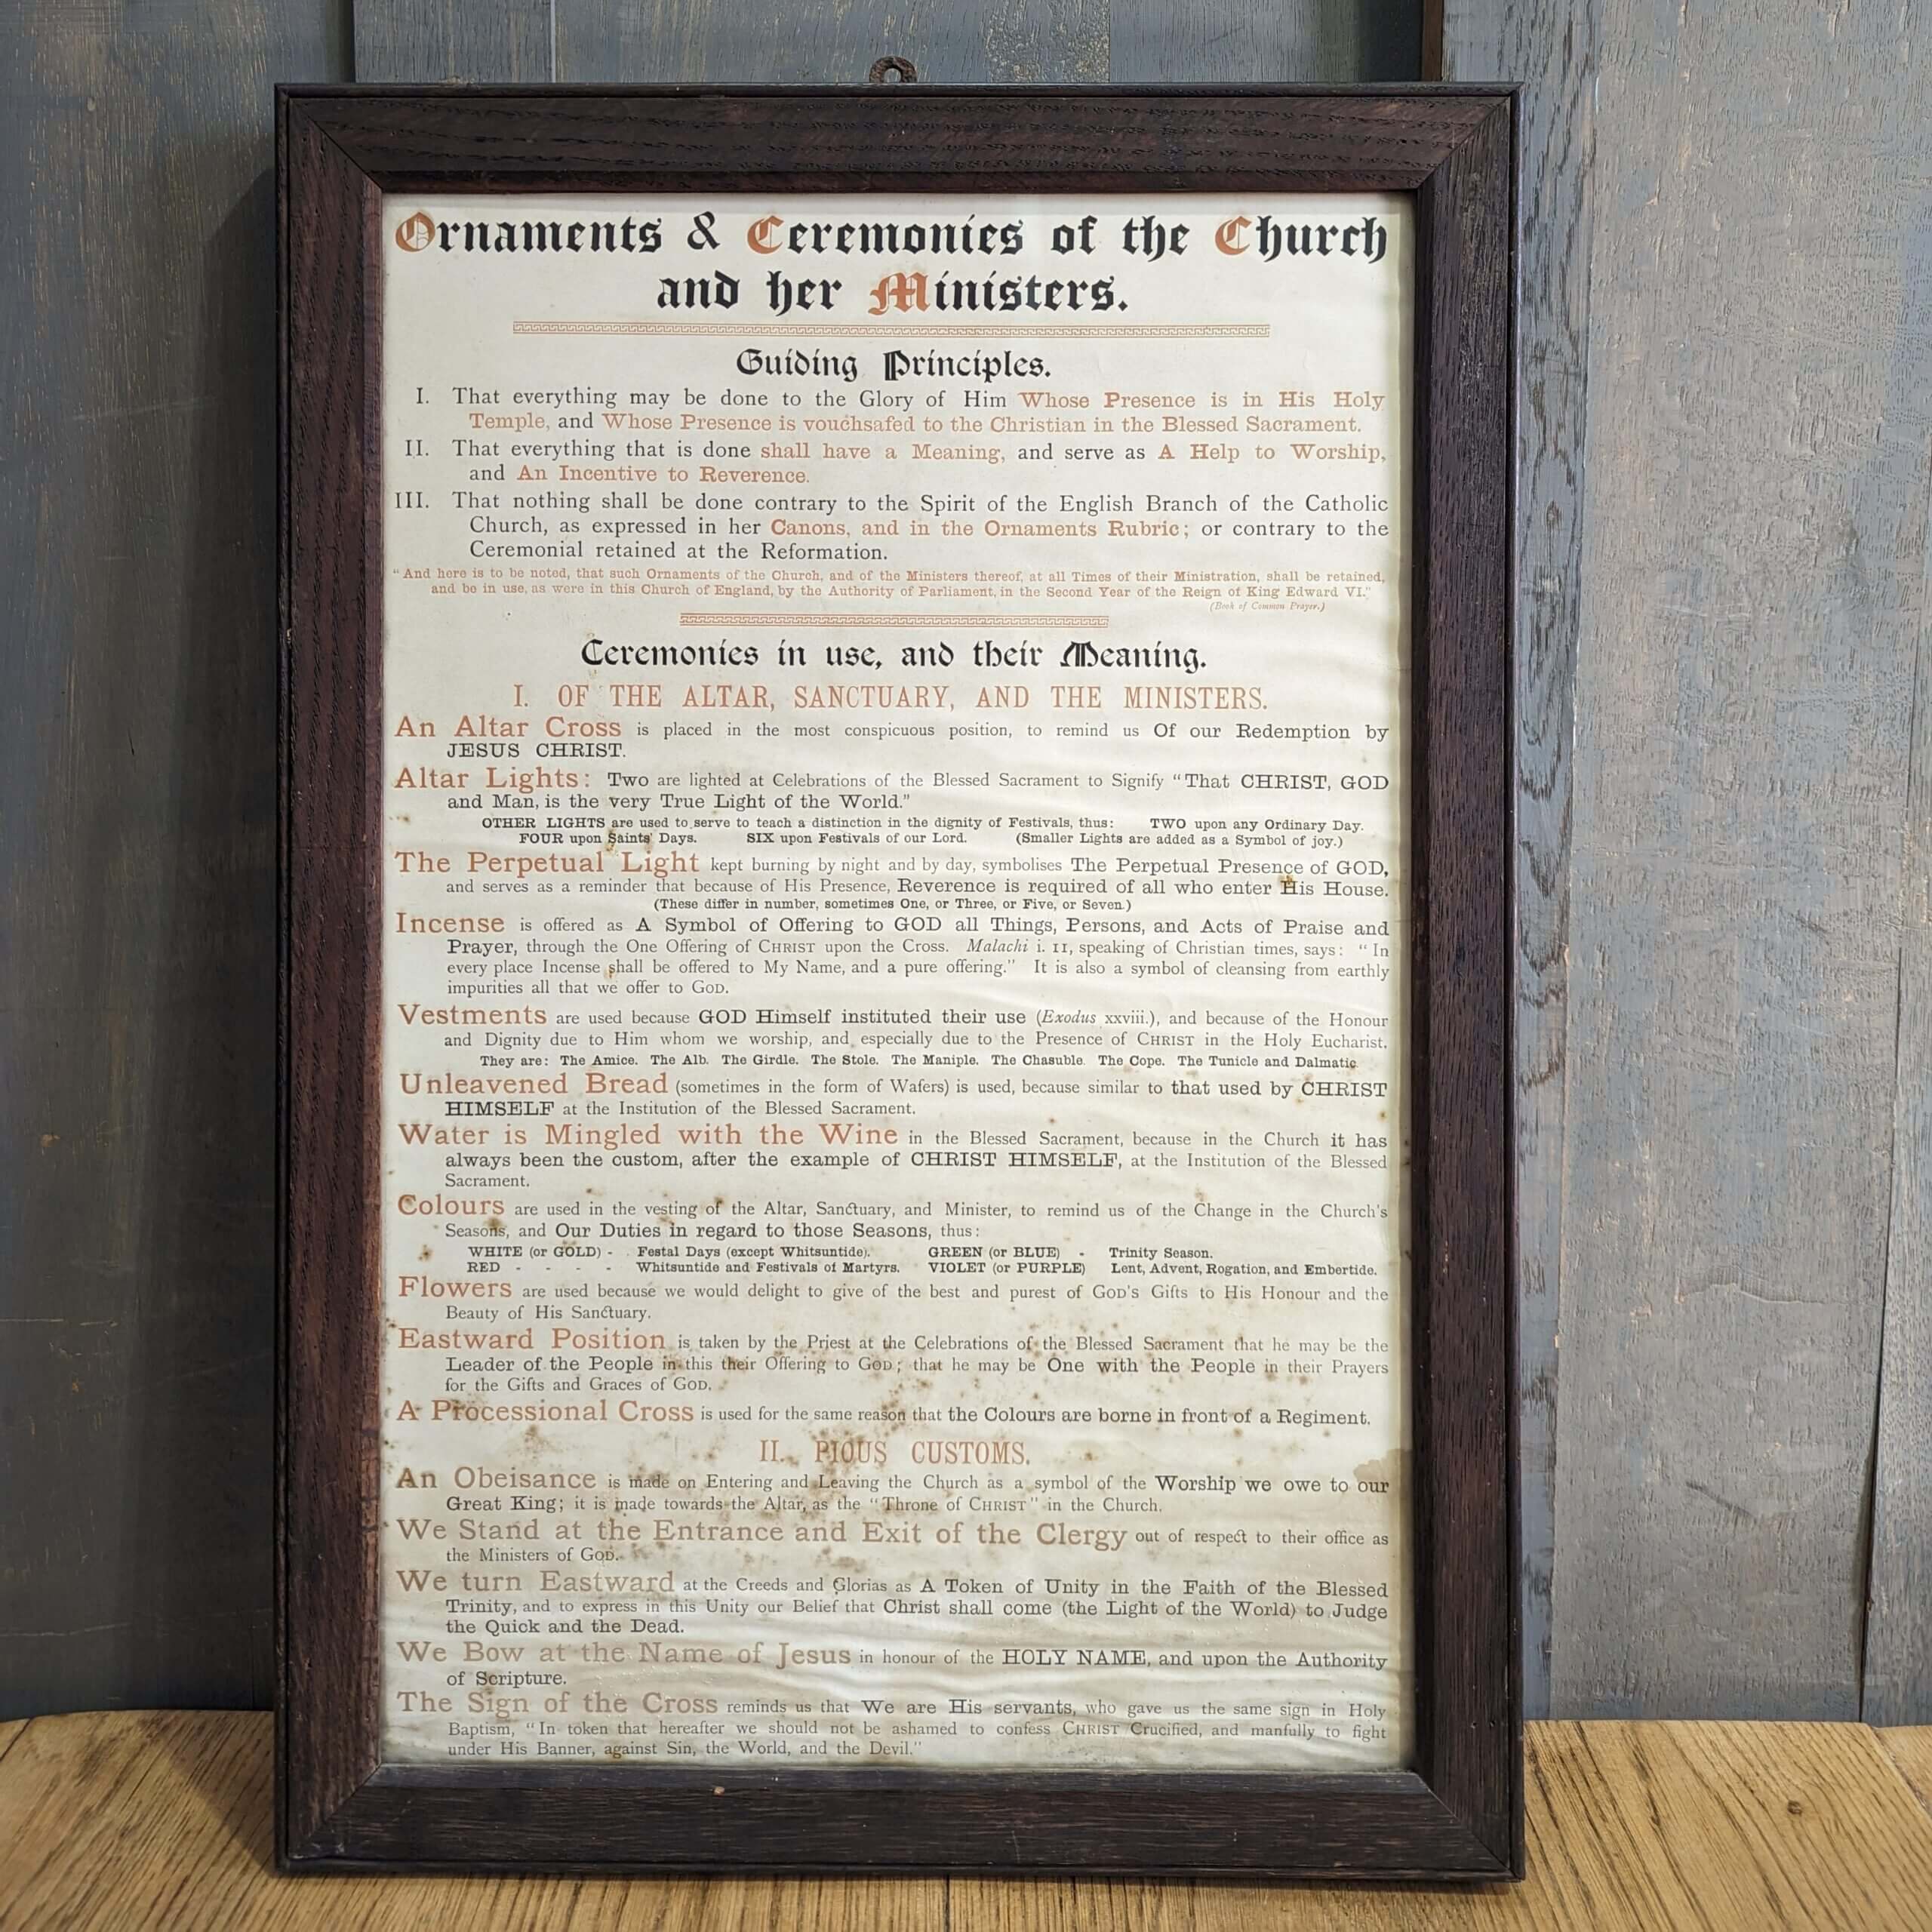 Ornaments & Ceremonies of the Church
and her Ministers.
Guiding Principles.
I. That everything may be done to the Glory of Him Whose Presence is in His Holy
Temple, and Whose Presence is vouchsafed to the Christian in the Blessed Sacrament.
II. That everything that is done shall have a Meaning, and serve as A Help to Worship,
and An Incentive to Reverence.
III. That nothing shall be done contrary to the Spirit of the English Branch of the Catholic
Church, as expressed in her Canons, and in the Ornaments Rubric; or contrary to the
Ceremonial retained at the Reformation.
"And here is to be noted, that such Ornaments of the Church, and of the Ministers thereof, at all Times of their Ministration, shall be retained,
and be in use, as were in this Church of England, by the Authority of Parliament, in the Second Year of the Reign of King Edward VI."
(Book of Common Prayer.)
Ceremonies in use, and their Meaning.
I. OF THE ALTAR, SANCTUARY, AND THE MINISTERS.
An Altar Cross is placed in the most conspicuous position, to remind us Of our Redemption by
JESUS CHRIST.
Altar Lights: Two are lighted at Celebrations of the Blessed Sacrament to Signify "That CHRIST, GOD
and Man, is the very True Light of the World."
OTHER LIGHTS are used to serve to teach a distinction in the dignity of Festivals, thus: TWO upon any Ordinary Day.
FOUR upon Saints' Days. SIX upon Festivals of our Lord. (Smaller Lights are added as a Symbol of joy.)
The Perpetual Light kept burning by night and by day, symbolises The Perpetual Presence of GOD,
and serves as a reminder that because of His Presence, Reverence is required of all who enter His House.
(These differ in number, sometimes One, or Three, or Five, or Seven.)
Incense is offered as A Symbol of Offering to GOD all Things, Persons, and Acts of Praise and
Prayer, through the One Offering of CHRIST upon the Cross. Malachi i. 11, speaking of Christian times, says: "In
every place Incense shall be offered to My Name, and a pure offering." It is also a symbol of cleansing from earthly
impurities all that we offer to GOD.
Vestments are used because GOD Himself instituted their use (Exodus xxviii.), and because of the Honour
and Dignity due to Him whom we worship, and especially due to the Presence of CHRIST in the Holy Eucharist.
They are: The Amice. The Alb. The Girdle. The Stole. The Maniple. The Chasuble. The Cope. The Tunicle and Dalmatic
Unleavened Bread (sometimes in the form of Wafers) is used, because similar to that used by CHRIST
HIMSELF at the Institution of the Blessed Sacrament.
Water is Mingled with the Wine in the Blessed Sacrament, because in the Church it has
always been the custom, after the example of CHRIST HIMSELF, at the Institution of the Blessed
Sacrament.
Colours are used in the vesting of the Altar, Sanctuary, and Minister, to remind us of the Change in the Church's
Seasons, and Our Duties in regard to those Seasons, thus:
WHITE (or GOLD) - Festal Days (except Whitsuntide). GREEN (or BLUE) - Trinity Season.
RED - - - - Whitsuntide and Festivals of Martyrs. VIOLET (or PURPLE) Lent, Advent, Rogation, and Embertide.
Flowers are used because we would delight to give of the best and purest of GOD'S Gifts to His Honour and the
Beauty of His Sanctuary.
Eastward Position is taken by the Priest at the Celebrations of the Blessed Sacrament that he may be the
Leader of the People in this their Offering to GOD; that he may be One with the People in their Prayers
for the Gifts and Graces of GOD.
A Processional Cross is used for the same reason that the Colours are borne in front of a Regiment.
II. PIOUS CUSTOMS.
An Obeisance is made on Entering and Leaving the Church as a symbol of the Worship we owe to our
Great King; it is made towards the Altar, as the "Throne of CHRIST" in the Church.
We Stand at the Entrance and Exit of the Clergy out of respect to their office as
the Ministers of GOD.
We turn Eastward at the Creeds and Glorias as A Token of Unity in the Faith of the Blessed
Trinity, and to express in this Unity our Belief that Christ shall come (the Light of the World) to Judge
the Quick and the Dead.
We Bow at the Name of Jesus in honour of the HOLY NAME, and upon the Authority
of Scripture.
The Sign of the Cross reminds us that We are His servants, who gave us the same sign in Holy
Baptism, "In token that hereafter we should not be ashamed to confess CHRIST Crucified, and manfully to fight
under His Banner, against Sin, the World, and the Devil."